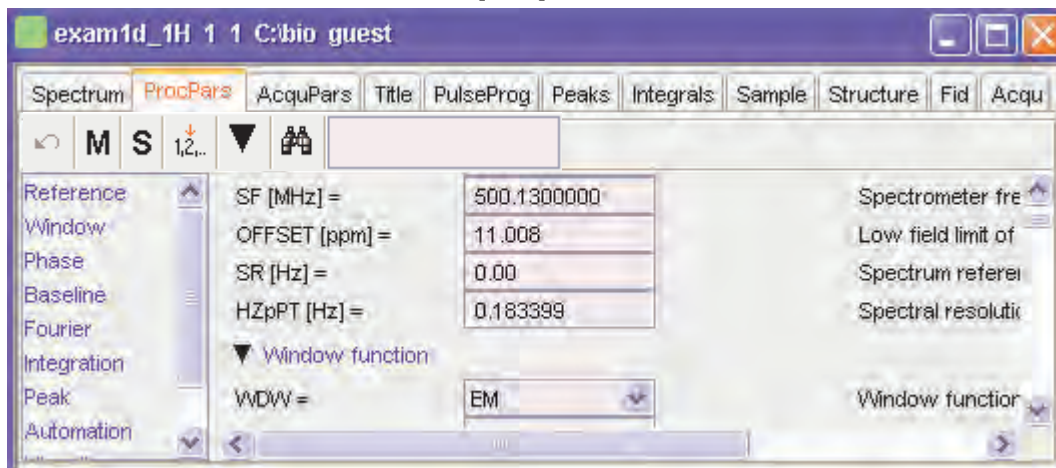 exam1d_1H 1 1 C:\bio guest
Spectrum ProcPars AcquPars Title PulseProg Peaks Integrals Sample Structure Fid Acqu
M S 1,2,..
Reference
Window
Phase
Baseline
Fourier
Integration
Peak
Automation
SF [MHz] = 500.1300000 Spectrometer fre
OFFSET [ppm] = 11.008 Low field limit of
SR [Hz] = 0.00 Spectrum referen
HZpPT [Hz] = 0.183399 Spectral resolutic
Window function
WDW = EM Window function